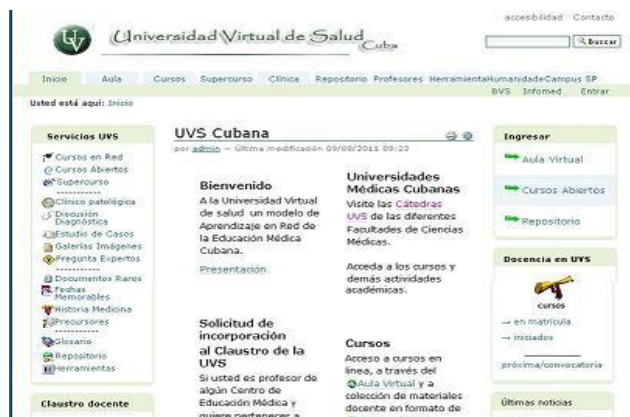 accesibilidad Contacto
Universidad Virtual de Salud
Cuba
Buscar
Inicio Aula Cursos Supercurso Clínica Repositorio Profesores HerramientaHumanidadeCampus SP
BVS Infomed Entrar
Usted está aquí: Inicio
Servicios UVS
Cursos en Red
Cursos Abiertos
Supercurso
Clínico patológica
Discusión
Diagnóstica
Estudio de Casos
Galerías Imágenes
Pregunta Expertos
Documentos Raros
Fechas
Memorables
Historia Medicina
Precursores
Glosario
Repositorio
Herramientas
Claustro docente
UVS Cubana
por admin — Última modificación 09/08/2011 09:23
Bienvenido
A la Universidad Virtual
de salud un modelo de
Aprendizaje en Red de
la Educación Médica
Cubana.
Presentación
Solicitud de
incorporación
al Claustro de la
UVS
Si usted es profesor de
algún Centro de
Educación Médica y
quiere pertenecer a
Universidades
Médicas Cubanas
Visite las Cátedras
UVS de las diferentes
Facultades de Ciencias
Médicas.
Acceda a los cursos y
demás actividades
académicas.
Cursos
Acceso a cursos en
línea, a través del
Aula Virtual y a
colección de materiales
docente en formato de
Ingresar
Aula Virtual
Cursos Abiertos
Repositorio
Docencia en UVS
cursos
→ en matrícula
→ iniciados
próxima/convocatoria
Últimas noticias